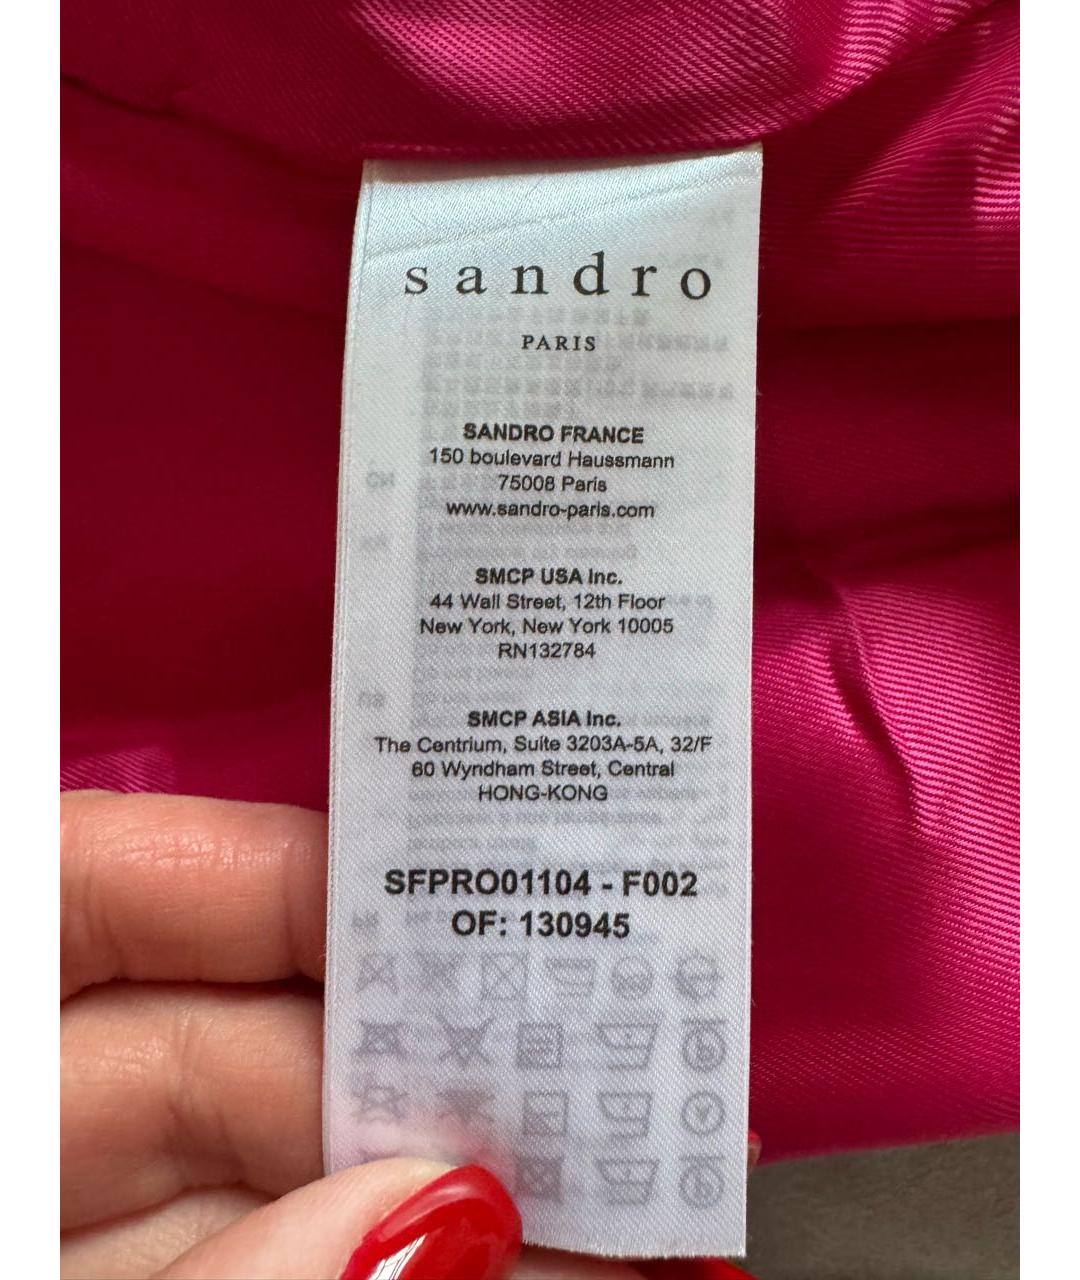 sandro
PARIS
SANDRO FRANCE
150 boulevard Haussmann
75008 Paris
www.sandro-paris.com
SMCP USA Inc.
44 Wall Street, 12th Floor
New York, New York 10005
RN132784
SMCP ASIA Inc.
The Centrium, Suite 3203A-5A, 32/F
60 Wyndham Street, Central
HONG-KONG
SFPRO01104 - F002
OF: 130945